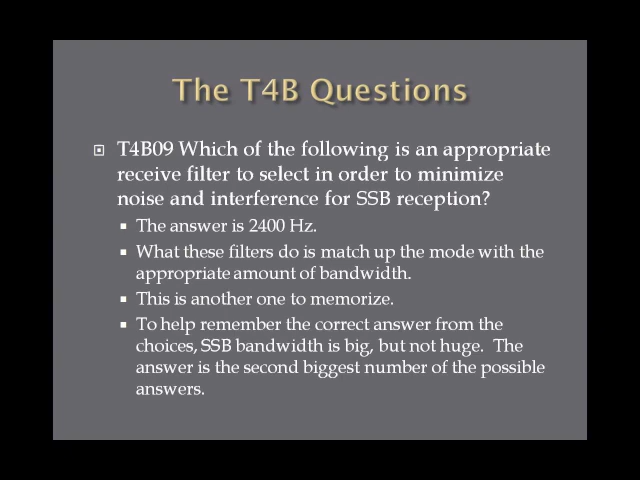 The T4B Questions
T4B09 Which of the following is an appropriate
receive filter to select in order to minimize
noise and interference for SSB reception?
The answer is 2400 Hz.
What these filters do is match up the mode with the
appropriate amount of bandwidth.
This is another one to memorize.
To help remember the correct answer from the
choices, SSB bandwidth is big, but not huge.  The
answer is the second biggest number of the possible
answers.